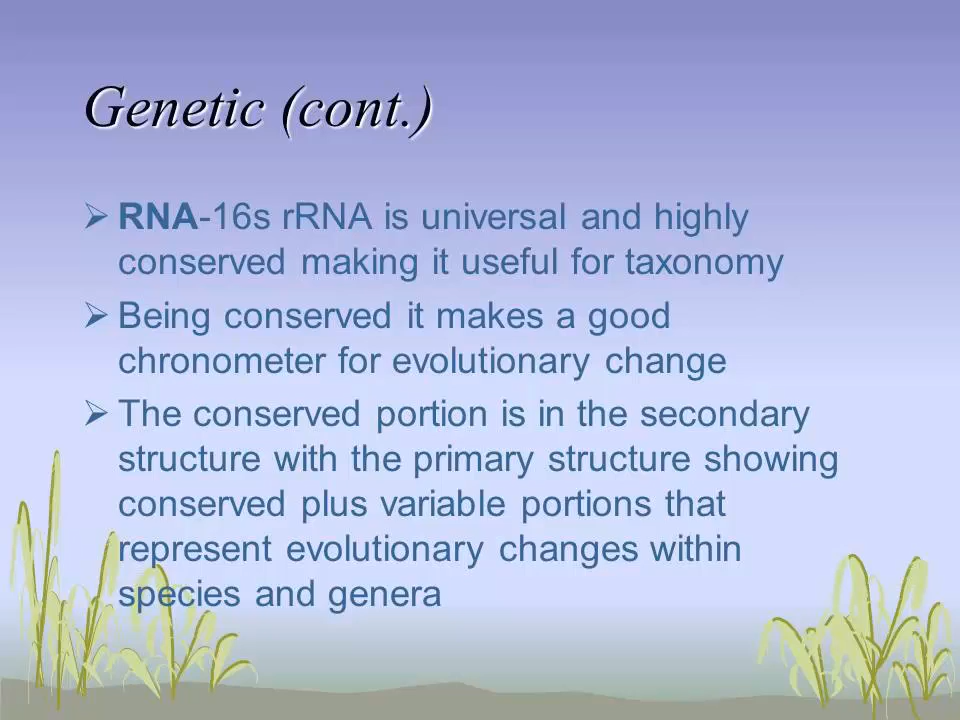 Genetic (cont.)
➢ RNA-16s rRNA is universal and highly
conserved making it useful for taxonomy
➢ Being conserved it makes a good
chronometer for evolutionary change
➢ The conserved portion is in the secondary
structure with the primary structure showing
conserved plus variable portions that
represent evolutionary changes within
species and genera